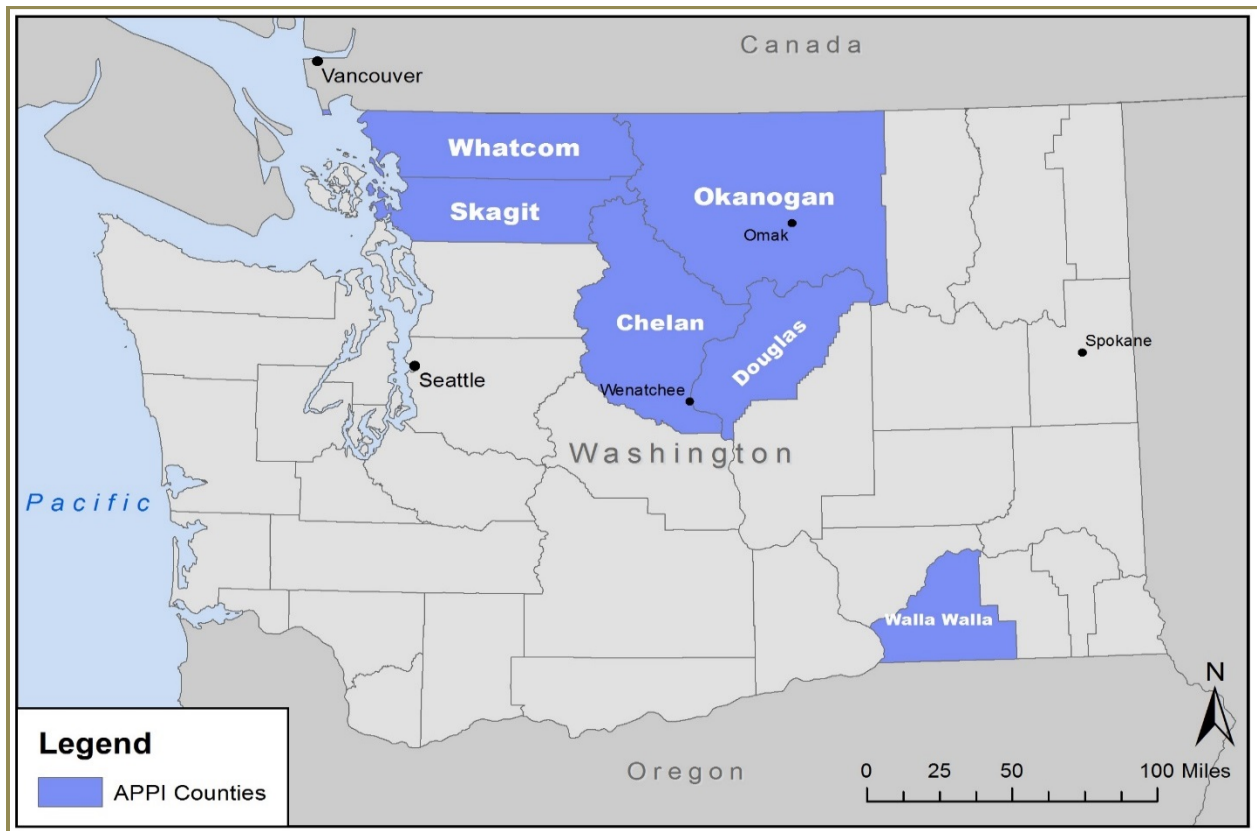 Canada
Vancouver
Whatcom
Skagit
Okanogan
Omak
Chelan
Douglas
Spokane
Seattle
Wenatchee
Washington
Pacific
Walla Walla
N
Legend
APPI Counties
Oregon
0 25 50 100 Miles